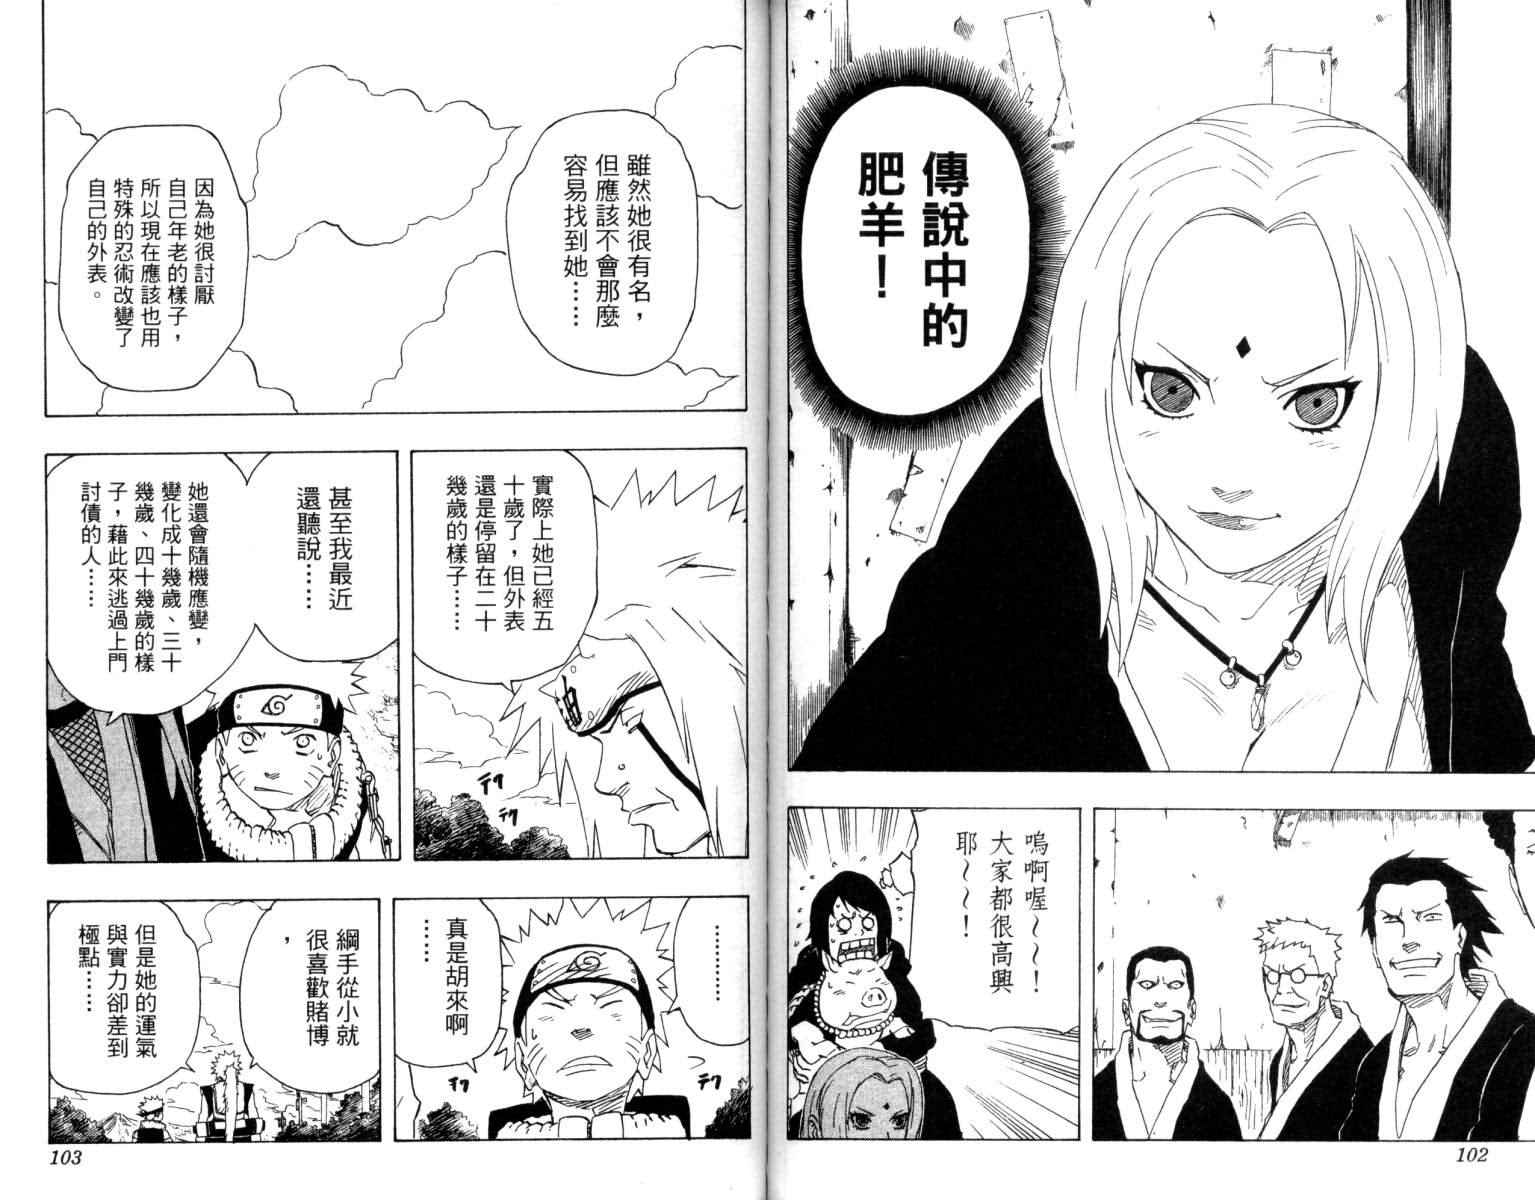 傳說中的
肥羊！
嗚啊喔～～！
大家都很高興
耶～～！
102
雖然她很有名，
但應該不會那麼
容易找到她……
因為她很討厭
自己年老的樣子，
所以現在應該也用
特殊的忍術改變了
自己的外表。
實際上她已經五
十歲了，但外表
還是停留在二十
幾歲的樣子……
テク
テク
甚至我最近
還聽說……
她還會隨機應變，
變化成十幾歲、三十
幾歲、四十幾歲的樣
子，藉此來逃過上門
討債的人……
…………
真是胡來啊
……
テク
テク
綱手從小就
很喜歡賭博
，
但是她的運氣
與實力卻差到
極點……
103